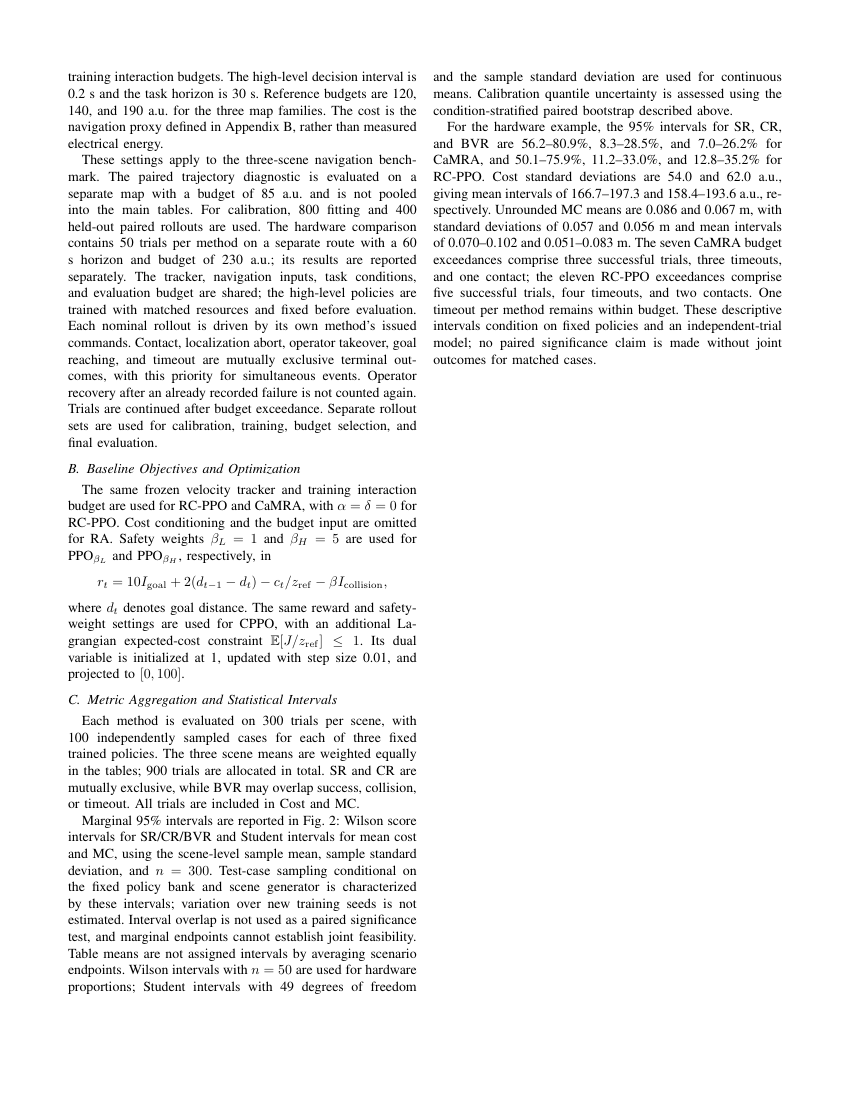 training interaction budgets. The high-level decision interval is
0.2 s and the task horizon is 30 s. Reference budgets are 120,
140, and 190 a.u. for the three map families. The cost is the
navigation proxy defined in Appendix B, rather than measured
electrical energy.
These settings apply to the three-scene navigation bench-
mark. The paired trajectory diagnostic is evaluated on a
separate map with a budget of 85 a.u. and is not pooled
into the main tables. For calibration, 800 fitting and 400
held-out paired rollouts are used. The hardware comparison
contains 50 trials per method on a separate route with a 60
s horizon and budget of 230 a.u.; its results are reported
separately. The tracker, navigation inputs, task conditions,
and evaluation budget are shared; the high-level policies are
trained with matched resources and fixed before evaluation.
Each nominal rollout is driven by its own method's issued
commands. Contact, localization abort, operator takeover, goal
reaching, and timeout are mutually exclusive terminal out-
comes, with this priority for simultaneous events. Operator
recovery after an already recorded failure is not counted again.
Trials are continued after budget exceedance. Separate rollout
sets are used for calibration, training, budget selection, and
final evaluation.
B. Baseline Objectives and Optimization
The same frozen velocity tracker and training interaction
budget are used for RC-PPO and CaMRA, with α = δ = 0 for
RC-PPO. Cost conditioning and the budget input are omitted
for RA. Safety weights β_L = 1 and β_H = 5 are used for
PPO_{β_L} and PPO_{β_H}, respectively, in
r_t = 10I_goal + 2(d_{t−1} − d_t) − c_t/z_ref − βI_collision,
where d_t denotes goal distance. The same reward and safety-
weight settings are used for CPPO, with an additional La-
grangian expected-cost constraint 𝔼[J/z_ref] ≤ 1. Its dual
variable is initialized at 1, updated with step size 0.01, and
projected to [0, 100].
C. Metric Aggregation and Statistical Intervals
Each method is evaluated on 300 trials per scene, with
100 independently sampled cases for each of three fixed
trained policies. The three scene means are weighted equally
in the tables; 900 trials are allocated in total. SR and CR are
mutually exclusive, while BVR may overlap success, collision,
or timeout. All trials are included in Cost and MC.
Marginal 95% intervals are reported in Fig. 2: Wilson score
intervals for SR/CR/BVR and Student intervals for mean cost
and MC, using the scene-level sample mean, sample standard
deviation, and n = 300. Test-case sampling conditional on
the fixed policy bank and scene generator is characterized
by these intervals; variation over new training seeds is not
estimated. Interval overlap is not used as a paired significance
test, and marginal endpoints cannot establish joint feasibility.
Table means are not assigned intervals by averaging scenario
endpoints. Wilson intervals with n = 50 are used for hardware
proportions; Student intervals with 49 degrees of freedom
and the sample standard deviation are used for continuous
means. Calibration quantile uncertainty is assessed using the
condition-stratified paired bootstrap described above.
For the hardware example, the 95% intervals for SR, CR,
and BVR are 56.2–80.9%, 8.3–28.5%, and 7.0–26.2% for
CaMRA, and 50.1–75.9%, 11.2–33.0%, and 12.8–35.2% for
RC-PPO. Cost standard deviations are 54.0 and 62.0 a.u.,
giving mean intervals of 166.7–197.3 and 158.4–193.6 a.u., re-
spectively. Unrounded MC means are 0.086 and 0.067 m, with
standard deviations of 0.057 and 0.056 m and mean intervals
of 0.070–0.102 and 0.051–0.083 m. The seven CaMRA budget
exceedances comprise three successful trials, three timeouts,
and one contact; the eleven RC-PPO exceedances comprise
five successful trials, four timeouts, and two contacts. One
timeout per method remains within budget. These descriptive
intervals condition on fixed policies and an independent-trial
model; no paired significance claim is made without joint
outcomes for matched cases.